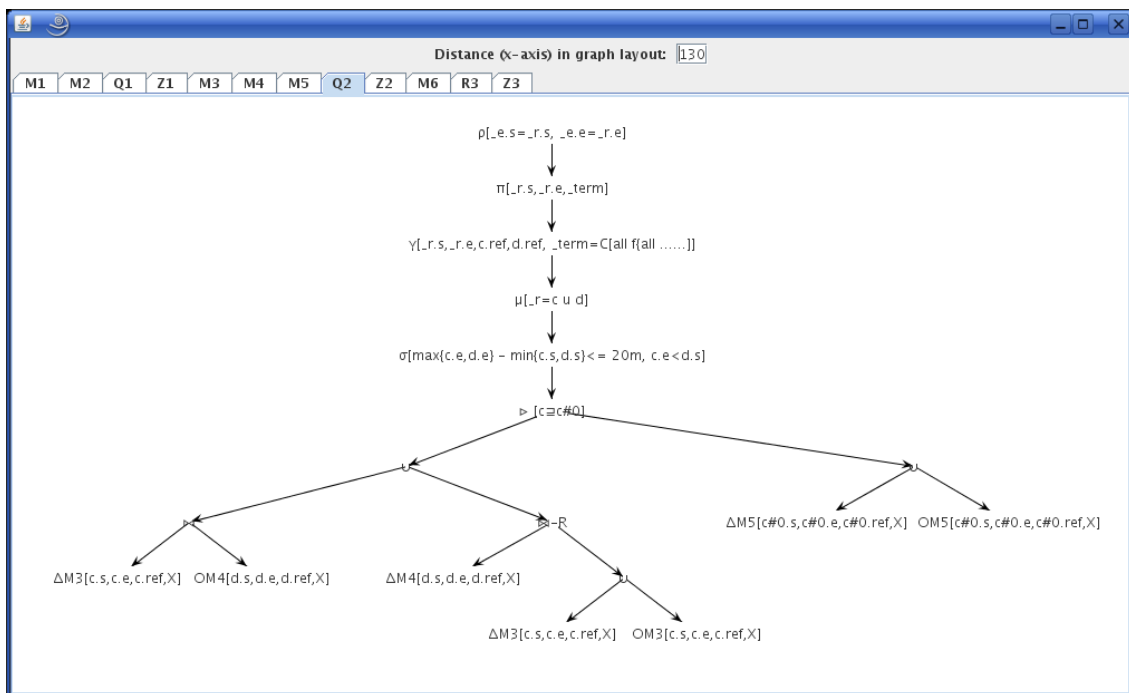 Distance (x-axis) in graph layout: 130
M1 M2 Q1 Z1 M3 M4 M5 Q2 Z2 M6 R3 Z3
ρ[_e.s=_r.s, _e.e=_r.e]
π[_r.s,_r.e,_term]
γ[_r.s,_r.e,c.ref,d.ref, _term=C[all f{all ......]]
μ[_r=c u d]
σ[max{c.e,d.e} – min{c.s,d.s}<= 20m, c.e<d.s]
▹ [c⊒c#0]
∪ ∪
⋈ ⋈–R ΔM5[c#0.s,c#0.e,c#0.ref,X] OM5[c#0.s,c#0.e,c#0.ref,X]
ΔM3[c.s,c.e,c.ref,X] OM4[d.s,d.e,d.ref,X] ΔM4[d.s,d.e,d.ref,X] ∪
ΔM3[c.s,c.e,c.ref,X] OM3[c.s,c.e,c.ref,X]